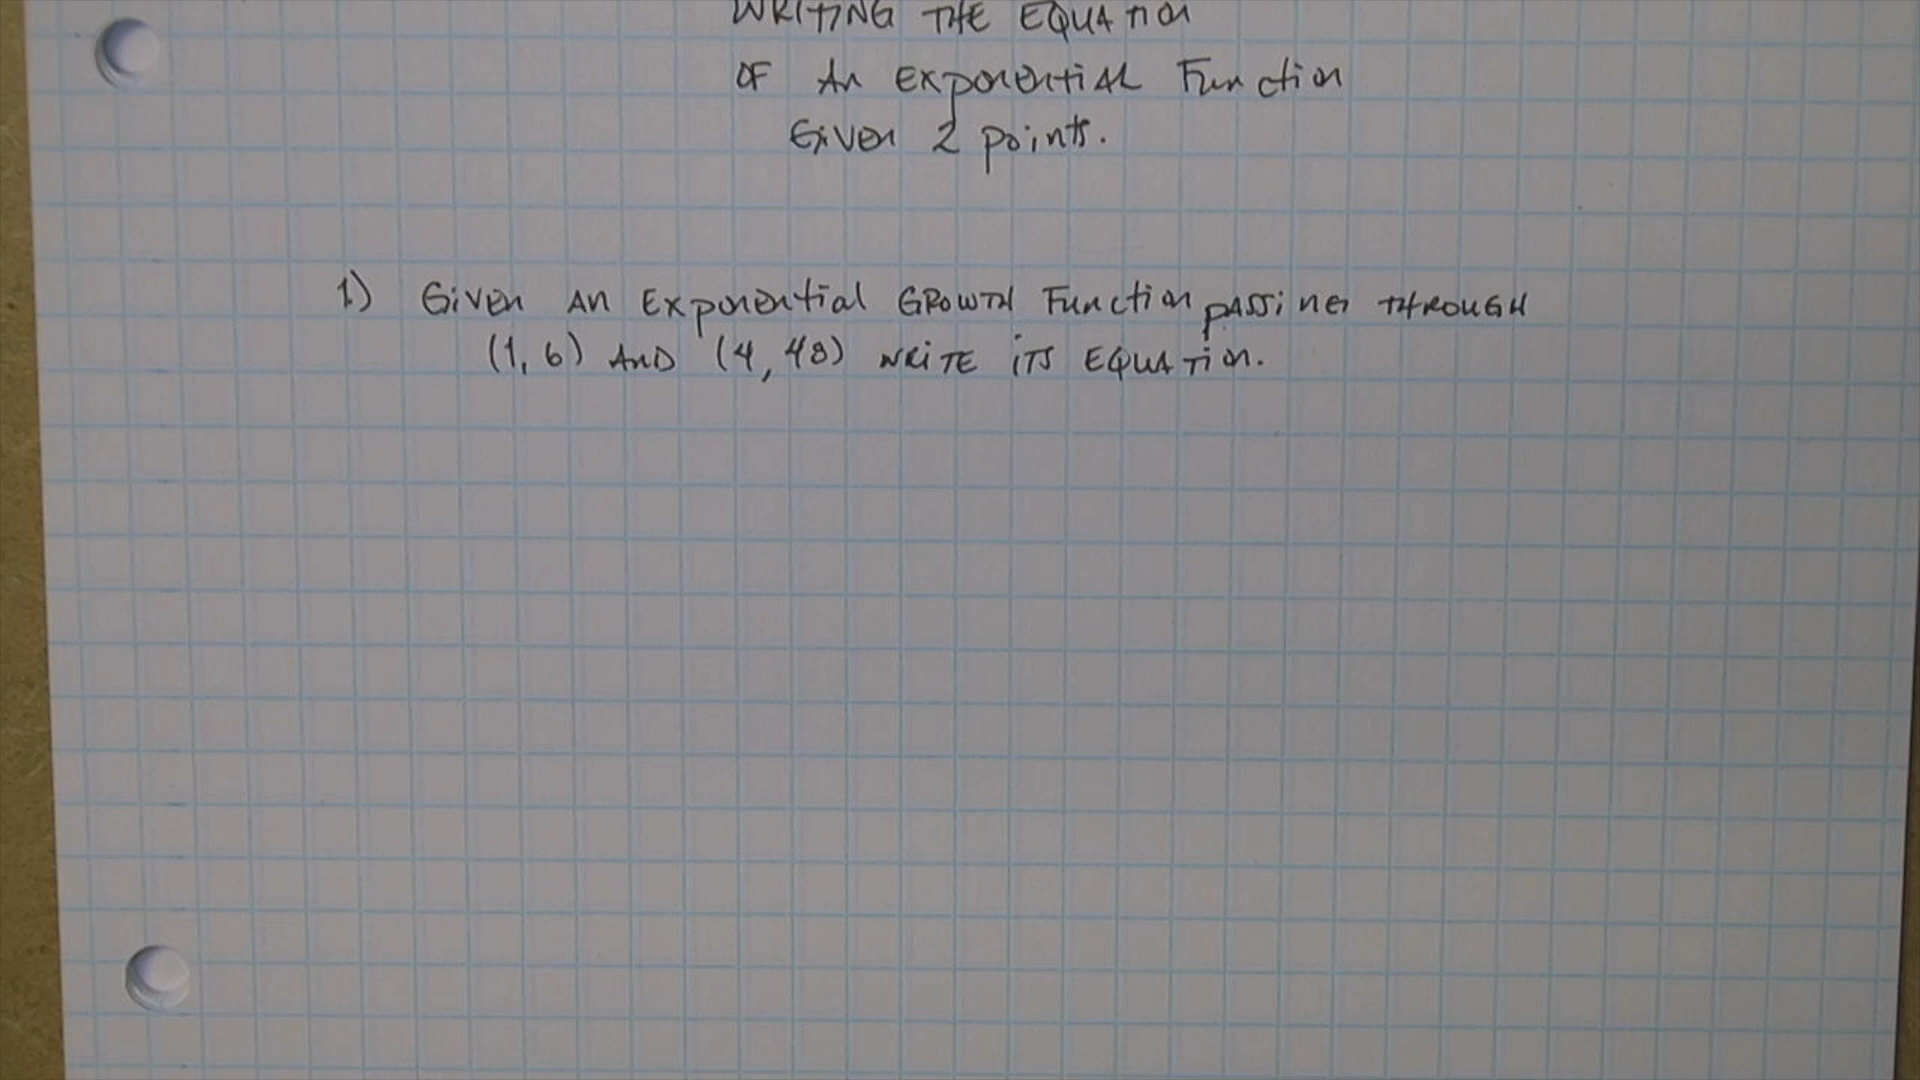 WRITING THE EQUATION
OF An exponential Function
Given 2 points.
1) Given AN Exponential GROWTH Function passing THROUGH
(1, 6) AND (4, 48) WRITE ITS EQUATION.